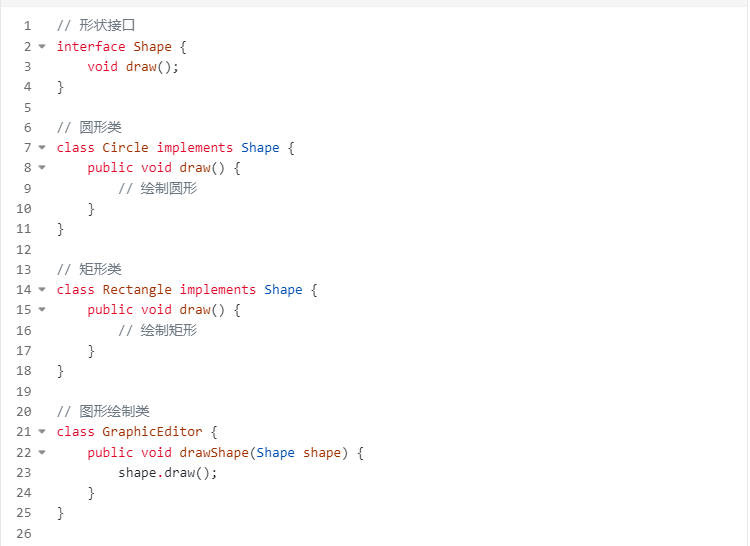 1 // 形状接口
2 interface Shape {
3     void draw();
4 }
5
6 // 圆形类
7 class Circle implements Shape {
8     public void draw() {
9         // 绘制圆形
10     }
11 }
12
13 // 矩形类
14 class Rectangle implements Shape {
15     public void draw() {
16         // 绘制矩形
17     }
18 }
19
20 // 图形绘制类
21 class GraphicEditor {
22     public void drawShape(Shape shape) {
23         shape.draw();
24     }
25 }
26